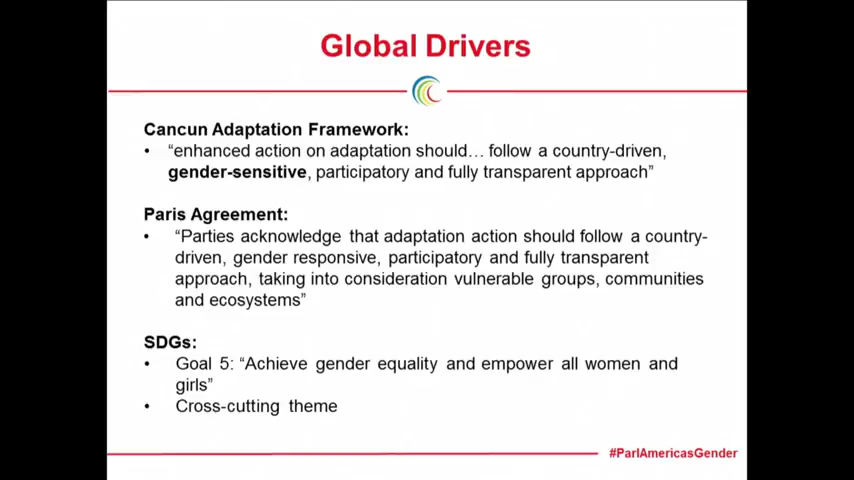 Global Drivers
Cancun Adaptation Framework:
• “enhanced action on adaptation should… follow a country-driven,
gender-sensitive, participatory and fully transparent approach”
Paris Agreement:
• “Parties acknowledge that adaptation action should follow a country-
driven, gender responsive, participatory and fully transparent
approach, taking into consideration vulnerable groups, communities
and ecosystems”
SDGs:
• Goal 5: “Achieve gender equality and empower all women and
girls”
• Cross-cutting theme
#ParlAmericasGender